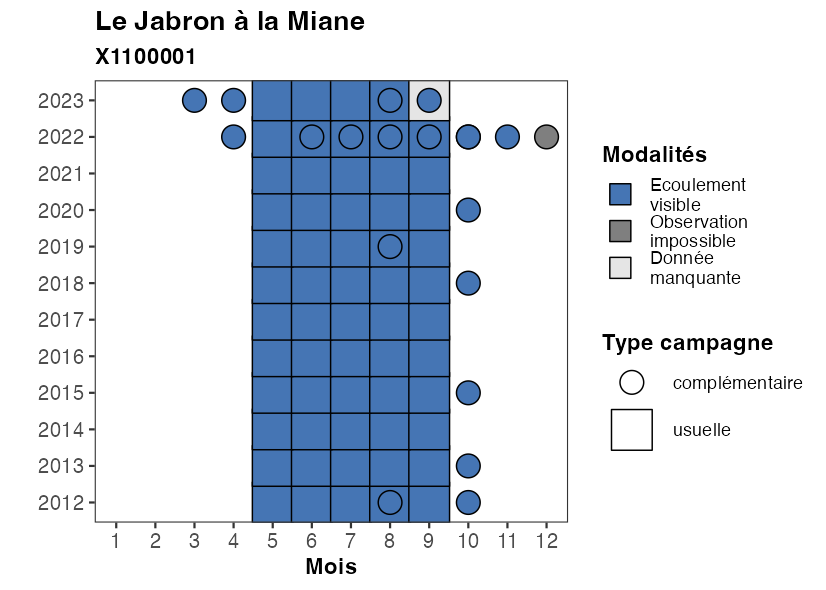 Le Jabron à la Miane
X1100001
2023
2022
2021
2020
2019
2018
2017
2016
2015
2014
2013
2012
1 2 3 4 5 6 7 8 9 10 11 12
Mois
Modalités
Ecoulement
visible
Observation
impossible
Donnée
manquante
Type campagne
complémentaire
usuelle